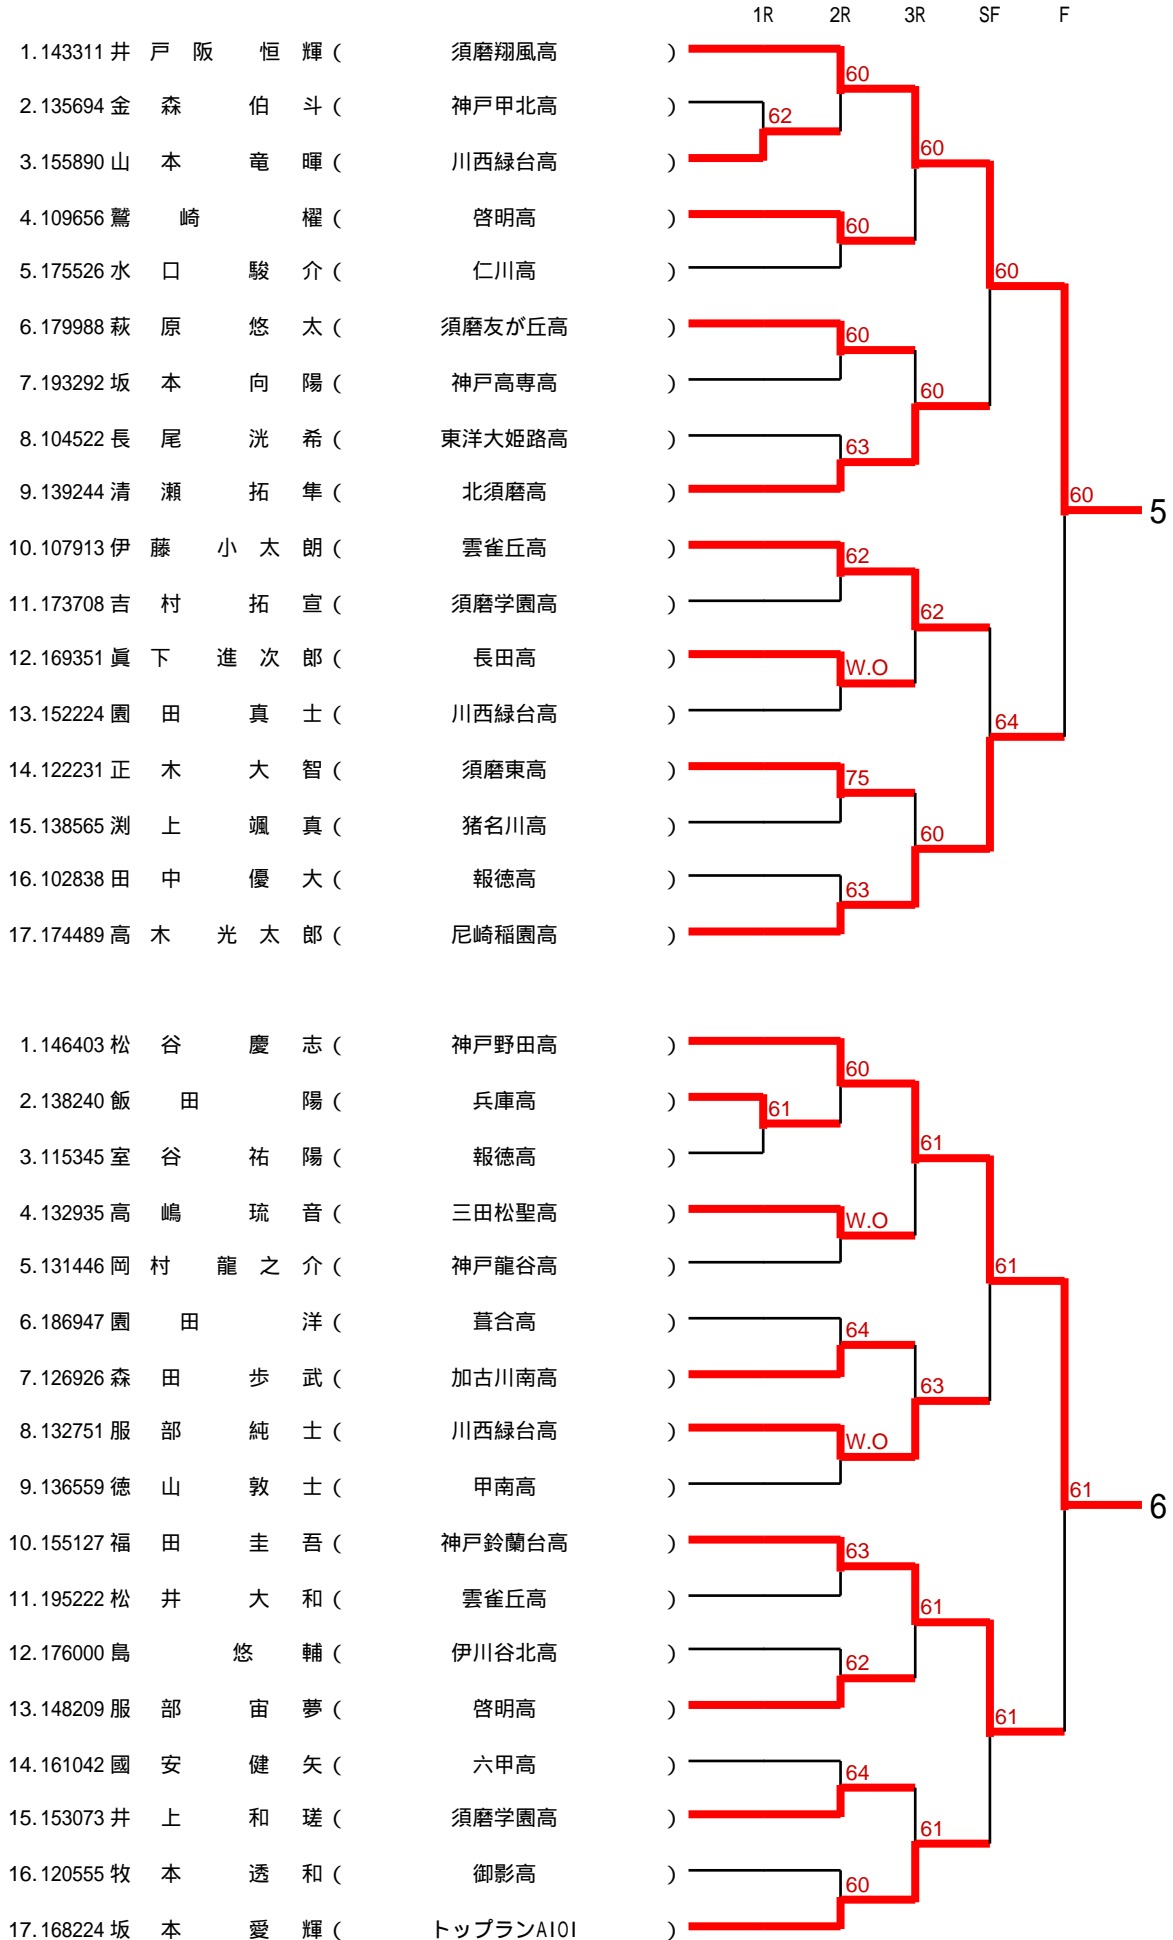 1R 2R 3R SF F
1.143311 井戸阪 恒輝 ( 須磨翔風高 )
60
2.135694 金森 伯斗 ( 神戸甲北高 )
62
3.155890 山本 竜暉 ( 川西緑台高 )
60
4.109656 鷲崎 櫂 ( 啓明高 )
60
5.175526 水口 駿介 ( 仁川高 )
60
6.179988 萩原 悠太 ( 須磨友が丘高 )
60
7.193292 坂本 向陽 ( 神戸高専高 )
60
8.104522 長尾 洸希 ( 東洋大姫路高 )
63
9.139244 清瀬 拓隼 ( 北須磨高 )
60 5
10.107913 伊藤 小太朗 ( 雲雀丘高 )
62
11.173708 吉村 拓宣 ( 須磨学園高 )
62
12.169351 眞下 進次郎 ( 長田高 )
W.O
13.152224 園田 真士 ( 川西緑台高 )
64
14.122231 正木 大智 ( 須磨東高 )
75
15.138565 渕上 颯真 ( 猪名川高 )
60
16.102838 田中 優大 ( 報徳高 )
63
17.174489 高木 光太郎 ( 尼崎稲園高 )
1.146403 松谷 慶志 ( 神戸野田高 )
60
2.138240 飯田 陽 ( 兵庫高 )
61
3.115345 室谷 祐陽 ( 報徳高 )
61
4.132935 高嶋 琉音 ( 三田松聖高 )
W.O
5.131446 岡村 龍之介 ( 神戸龍谷高 )
61
6.186947 園田 洋 ( 葺合高 )
64
7.126926 森田 歩武 ( 加古川南高 )
63
8.132751 服部 純士 ( 川西緑台高 )
W.O
9.136559 徳山 敦士 ( 甲南高 )
61 6
10.155127 福田 圭吾 ( 神戸鈴蘭台高 )
63
11.195222 松井 大和 ( 雲雀丘高 )
61
12.176000 島 悠輔 ( 伊川谷北高 )
62
13.148209 服部 宙夢 ( 啓明高 )
61
14.161042 國安 健矢 ( 六甲高 )
64
15.153073 井上 和瑳 ( 須磨学園高 )
61
16.120555 牧本 透和 ( 御影高 )
60
17.168224 坂本 愛輝 ( トップランAIOI )